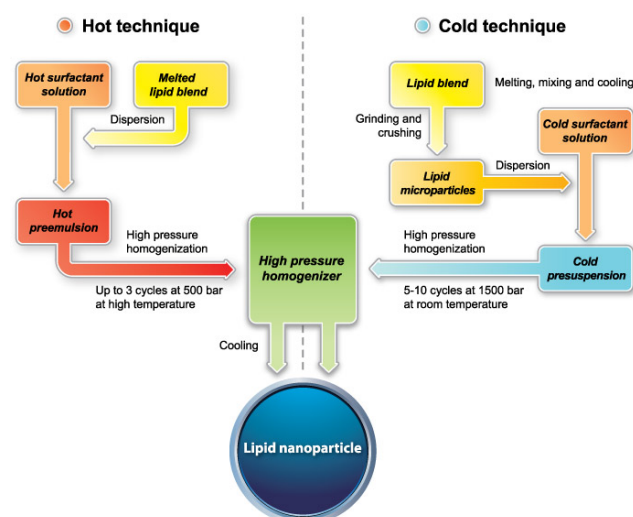 Hot technique
Hot surfactant
solution
Melted
lipid blend
Dispersion
Hot
preemulsion
High pressure
homogenization
Up to 3 cycles at 500 bar
at high temperature
Cold technique
Lipid blend
Melting, mixing and cooling
Grinding and
crushing
Cold surfactant
solution
Lipid
microparticles
Dispersion
High pressure
homogenization
Cold
presuspension
5-10 cycles at 1500 bar
at room temperature
High pressure
homogenizer
Cooling
Lipid nanoparticle